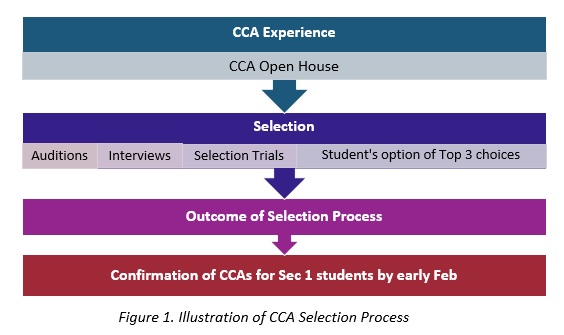 CCA Experience
CCA Open House
Selection
Auditions Interviews Selection Trials Student's option of Top 3 choices
Outcome of Selection Process
Confirmation of CCAs for Sec 1 students by early Feb
Figure 1. Illustration of CCA Selection Process